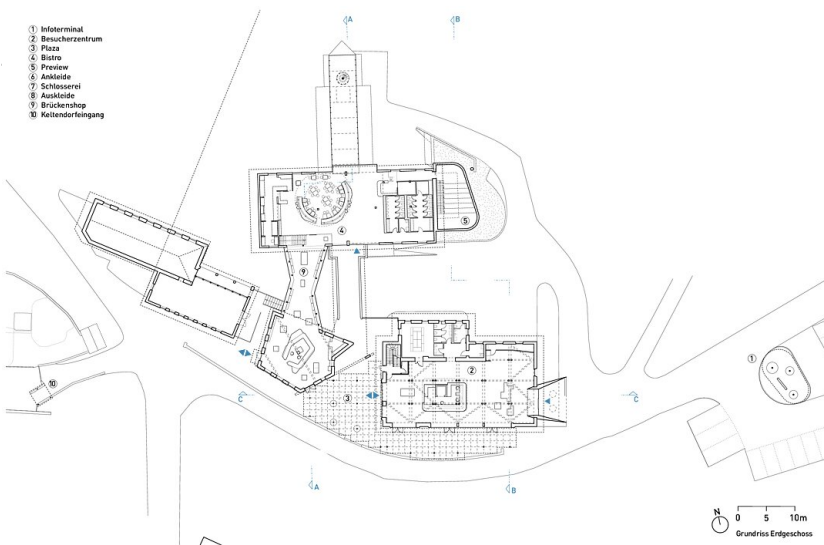 ① Infoterminal
② Besucherzentrum
③ Plaza
④ Bistro
⑤ Preview
⑥ Ankleide
⑦ Schlosserei
⑧ Auskleide
⑨ Brückenshop
⑩ Keltendorfeingang
A B
④
⑤
⑨
①
②
⑩
③
C C
A B
N 0 5 10m
Grundriss Erdgeschoss